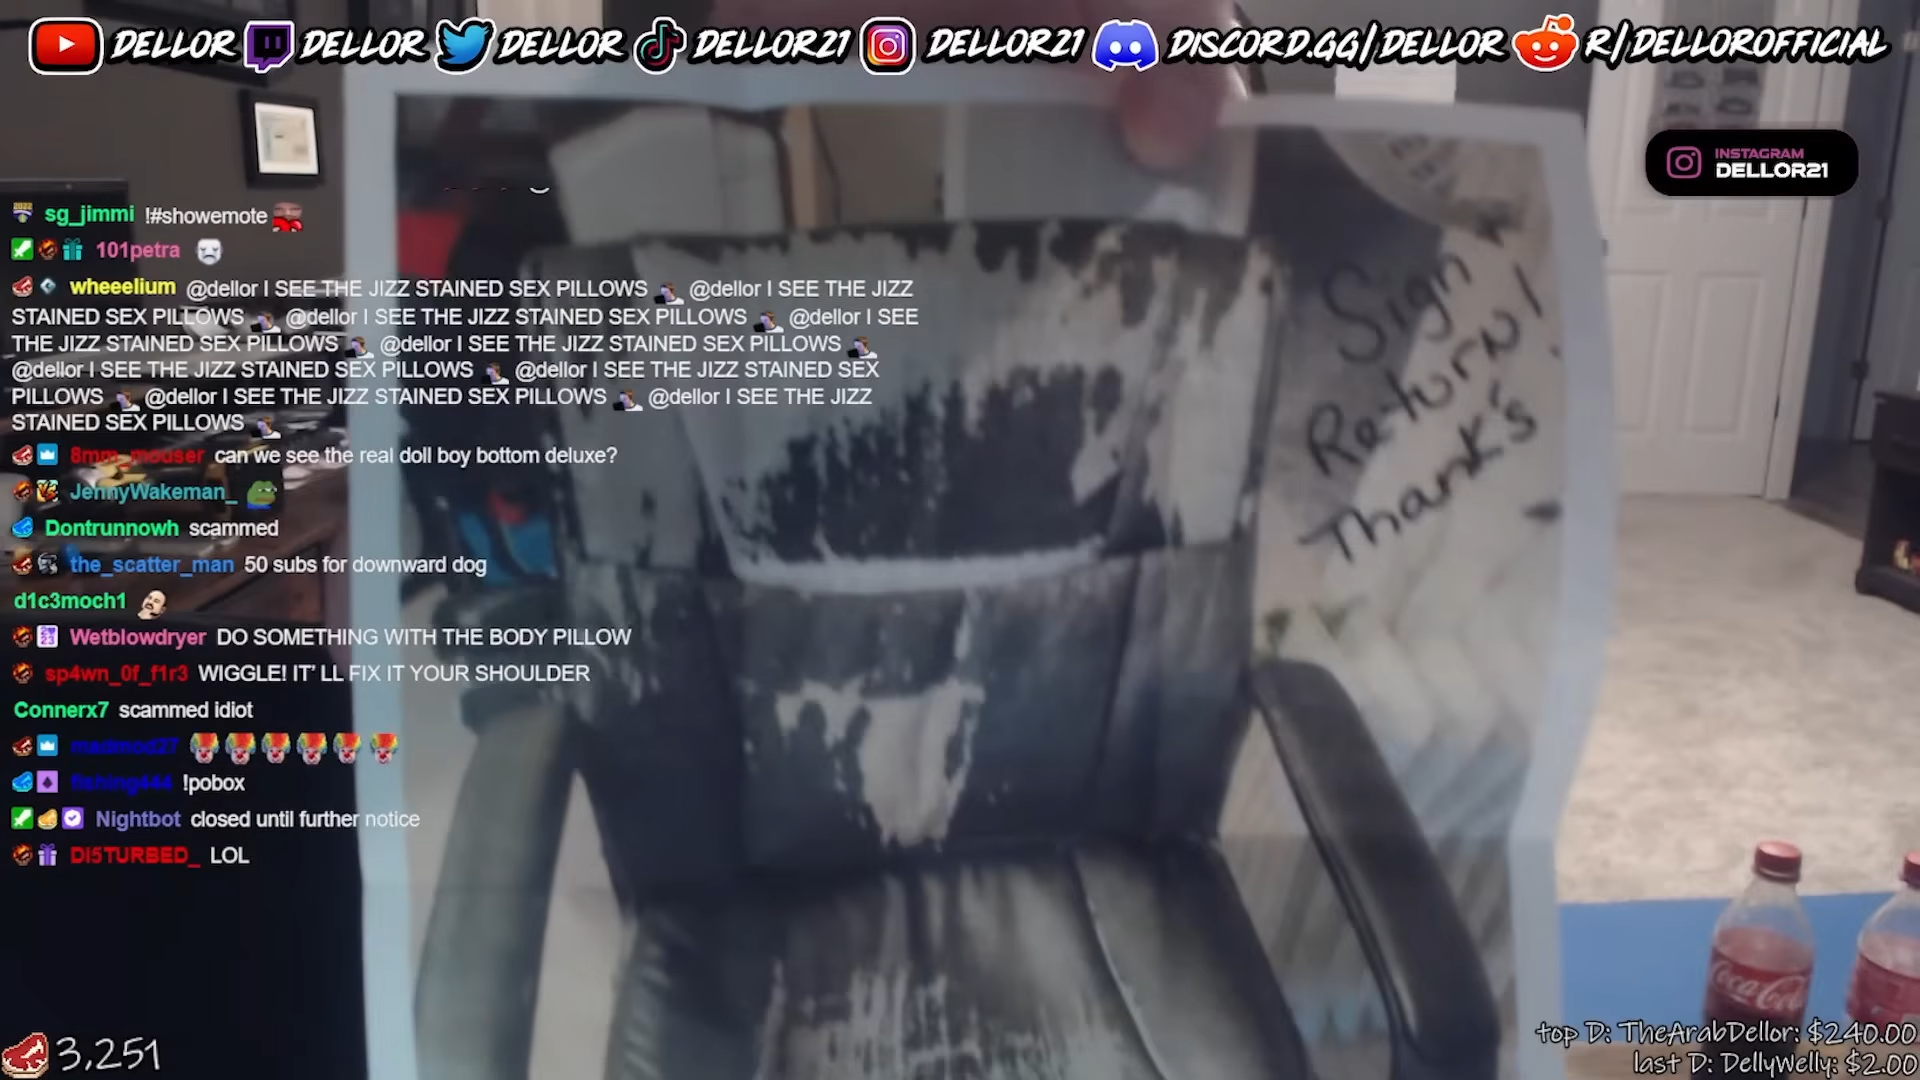 DELLOR DELLOR DELLOR DELLOR21 DELLOR21 DISCORD.GG/DELLOR R/DELLOROFFICIAL
INSTAGRAM
DELLOR21
sg_jimmi !#showemote
101petra
wheeelium @dellor I SEE THE JIZZ STAINED SEX PILLOWS @dellor I SEE THE JIZZ
STAINED SEX PILLOWS @dellor I SEE THE JIZZ STAINED SEX PILLOWS @dellor I SEE
THE JIZZ STAINED SEX PILLOWS @dellor I SEE THE JIZZ STAINED SEX PILLOWS
@dellor I SEE THE JIZZ STAINED SEX PILLOWS @dellor I SEE THE JIZZ STAINED SEX
PILLOWS @dellor I SEE THE JIZZ STAINED SEX PILLOWS @dellor I SEE THE JIZZ
STAINED SEX PILLOWS
8mm_mouser can we see the real doll boy bottom deluxe?
JennyWakeman_
Dontrunnowh scammed
the_scatter_man 50 subs for downward dog
d1c3moch1
Wetblowdryer DO SOMETHING WITH THE BODY PILLOW
sp4wn_0f_f1r3 WIGGLE! IT' LL FIX IT YOUR SHOULDER
Connerx7 scammed idiot
madmod27
fishing444 !pobox
Nightbot closed until further notice
DI5TURBED_ LOL
3,251
Sign
Return!
Thank's
Coca-Cola
top D: TheArabDellor: $240.00
last D: DellyWelly: $2.00